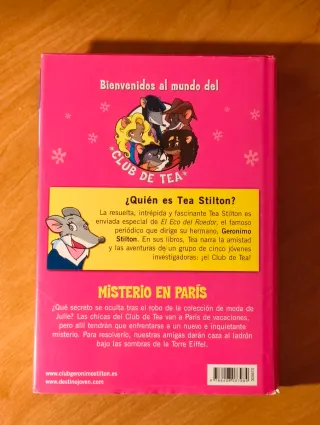 Bienvenidos al mundo del
CLUB DE TEA
¿Quién es Tea Stilton?
La resuelta, intrépida y fascinante Tea Stilton es
enviada especial de El Eco del Roedor, el famoso
periódico que dirige su hermano, Geronimo
Stilton. En sus libros, Tea narra la amistad
y las aventuras de un grupo de cinco jóvenes
investigadoras: ¡el Club de Tea!
MISTERIO EN PARÍS
¿Qué secreto se oculta tras el robo de la colección de moda de
Julie? Las chicas del Club de Tea van a París de vacaciones,
pero allí tendrán que enfrentarse a un nuevo e inquietante
misterio. Para resolverlo, nuestras amigas darán caza al ladrón
bajo las sombras de la Torre Eiffel.
www.clubgeronimostilton.es
www.destinojoven.com